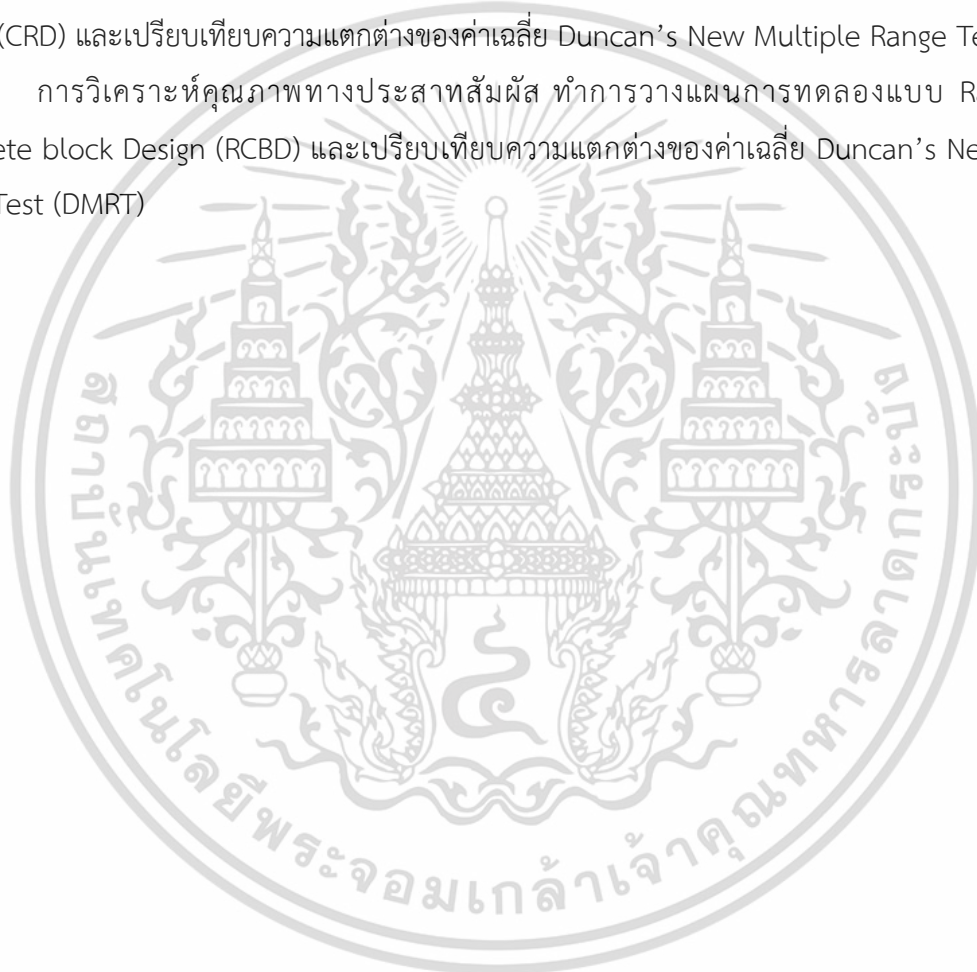 (CRD) และเปรียบเทียบความแตกต่างของค่าเฉลี่ย Duncan's New Multiple Range Te
การวิเคราะห์คุณภาพทางประสาทสัมผัส ทำการวางแผนการทดลองแบบ R
ete block Design (RCBD) และเปรียบเทียบความแตกต่างของค่าเฉลี่ย Duncan's Ne
Test (DMRT)
สถาบันเทคโนโลยีพระจอมเกล้าเจ้าคุณทหารลาดกระบัง